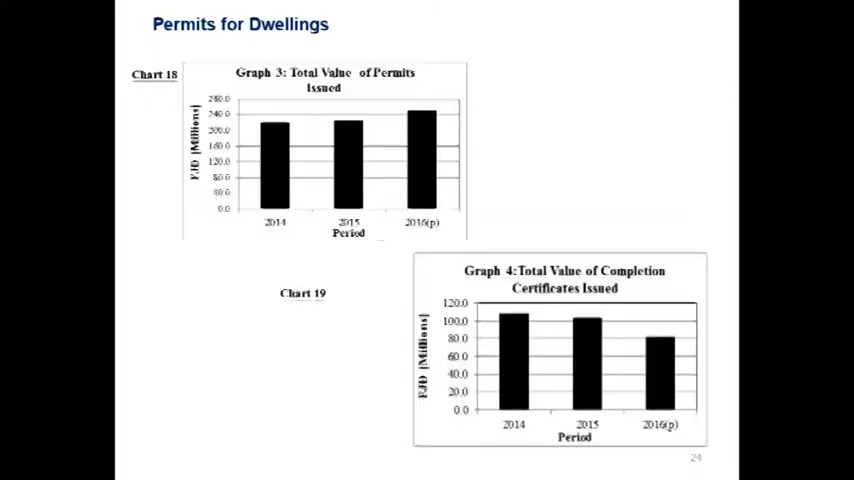 Permits for Dwellings
Chart 18
Graph 3: Total Value of Permits
Issued
FJD [Millions]
280.0
240.0
200.0
160.0
120.0
80.0
40.0
0.0
2014 2015 2016(p)
Period
Chart 19
Graph 4:Total Value of Completion
Certificates Issued
FJD [Millions]
120.0
100.0
80.0
60.0
40.0
20.0
0.0
2014 2015 2016(p)
Period
24